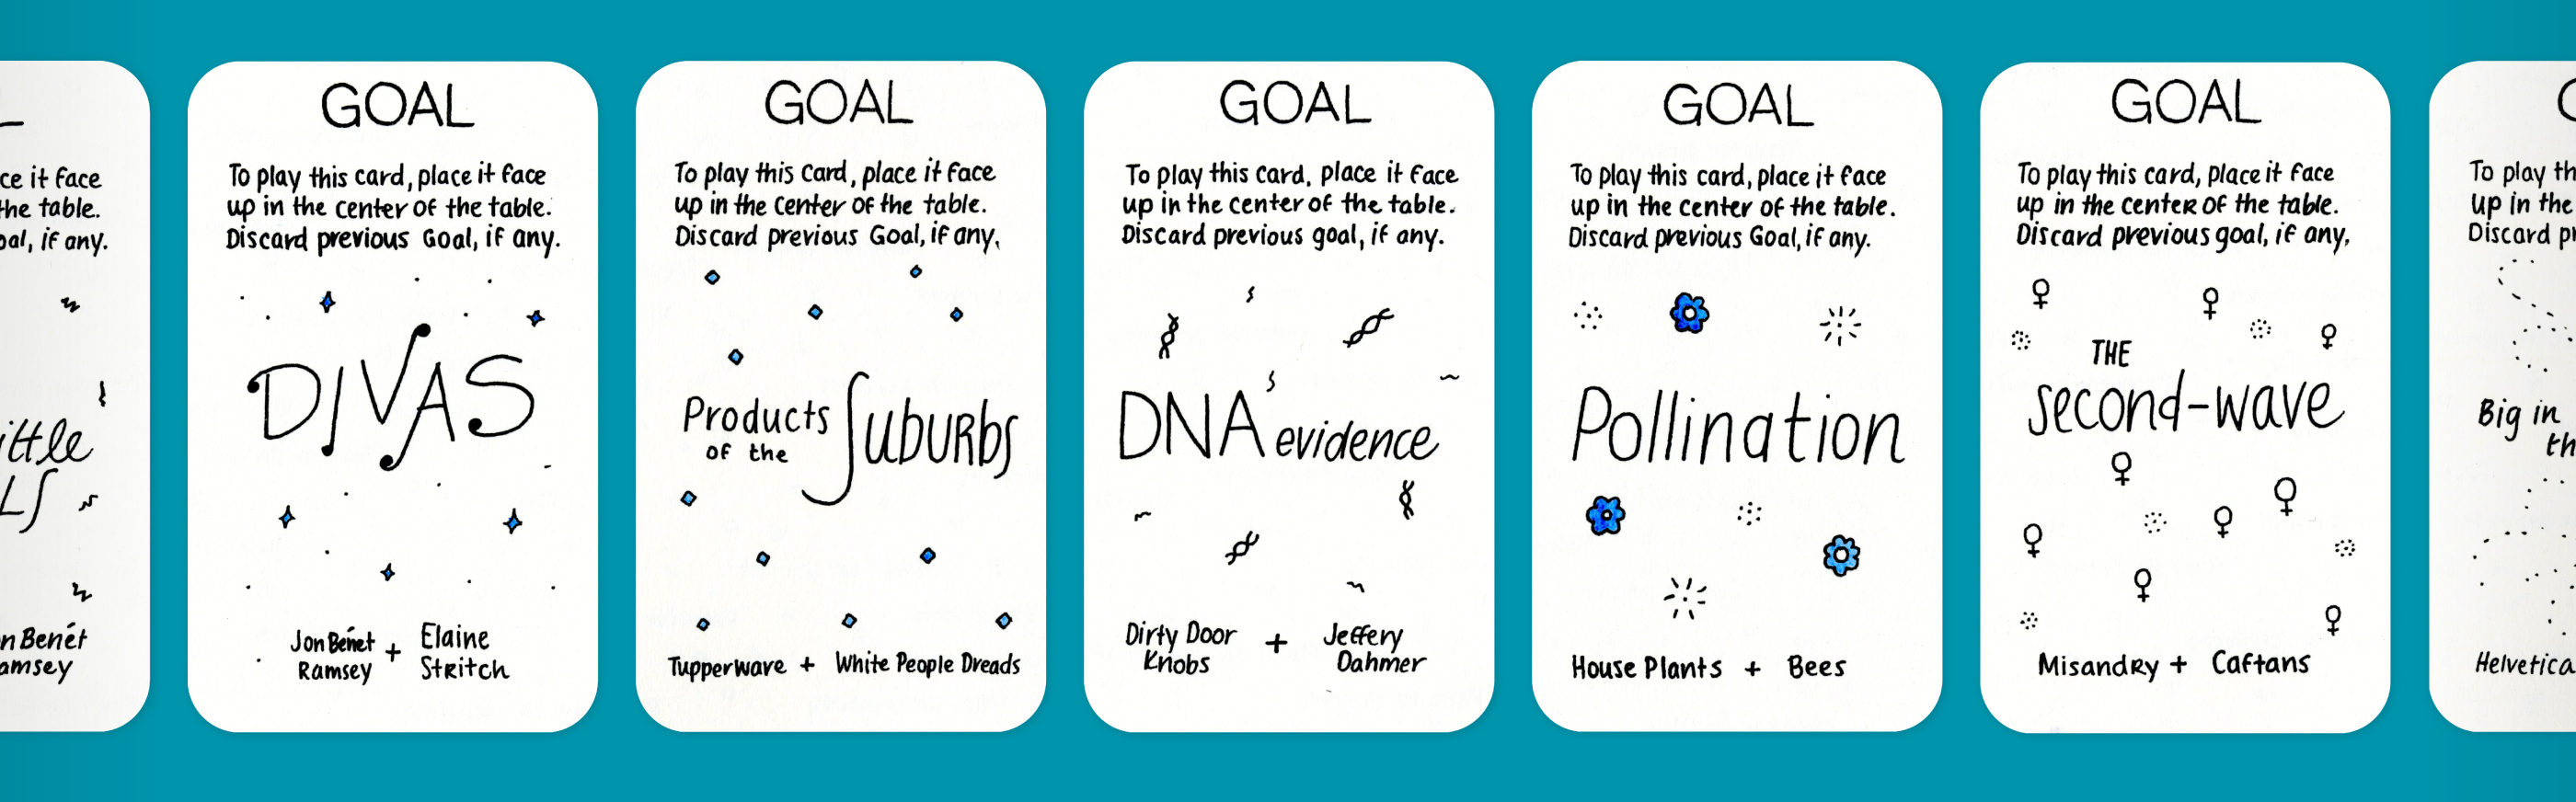 ce it face
the table.
oal, if any.
ittle
LS
n Benét
amsey
GOAL
To play this card, place it face
up in the center of the table.
Discard previous Goal, if any.
DIVAS
Jon Benét + Elaine
Ramsey Stritch
GOAL
To play this card, place it face
up in the center of the table.
Discard previous Goal, if any.
Products
of the Suburbs
Tupperware + White People Dreads
GOAL
To play this card, place it face
up in the center of the table.
Discard previous goal, if any.
DNA evidence
Dirty Door + Jeffery
Knobs Dahmer
GOAL
To play this card, place it face
up in the center of the table.
Discard previous Goal, if any.
Pollination
House Plants + Bees
GOAL
To play this card, place it face
up in the center of the table.
Discard previous goal, if any.
THE
second-wave
Misandry + Caftans
To play th
up in the
Discard pr
Big in
th
Helvetica